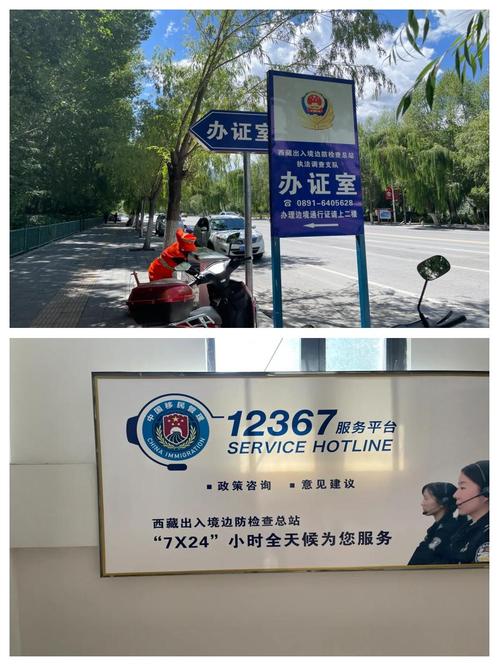 办证室
西藏出入境边防检查总站
执法调查支队
办证室
☎ 0891-6405628
办理边境通行证请上二楼
中国移民管理
CHINA IMMIGRATION
12367 服务平台
SERVICE HOTLINE
■ 政策咨询 ■ 意见建议
西藏出入境边防检查总站
“7X24”小时全天候为您服务